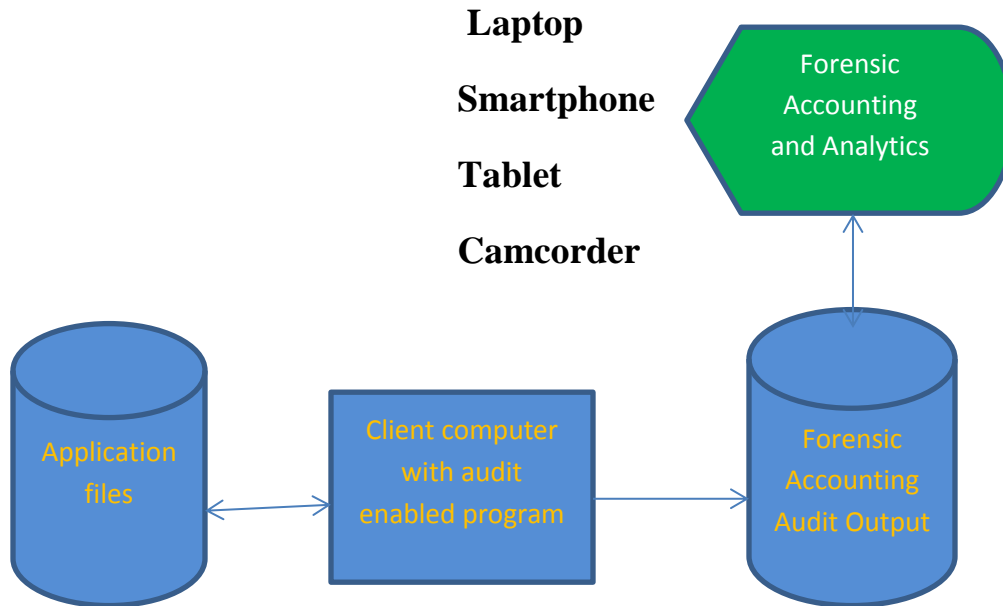 Laptop
Smartphone
Tablet
Camcorder
Forensic
Accounting
and Analytics
Application
files
Client computer
with audit
enabled program
Forensic
Accounting
Audit Output